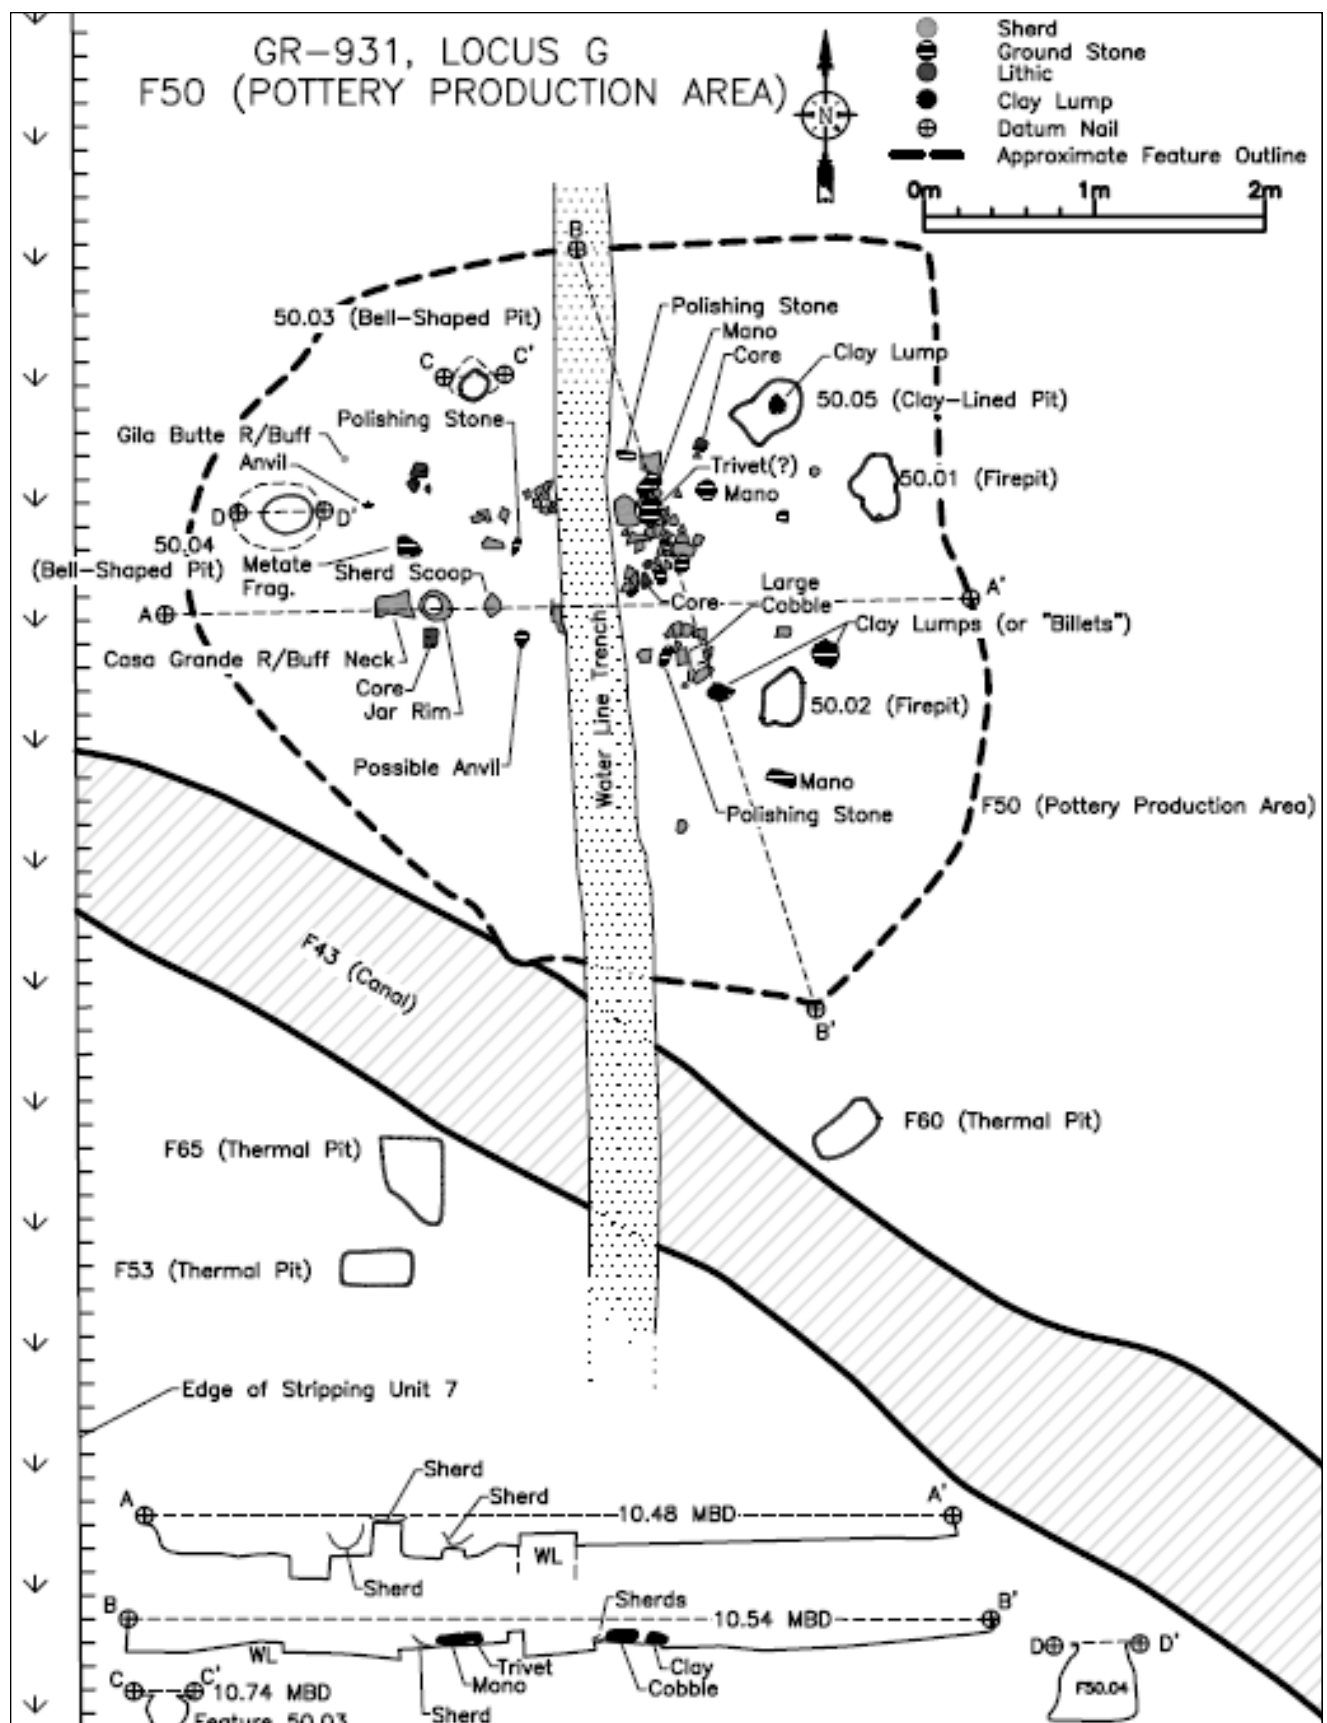 GR-931, LOCUS G
F50 (POTTERY PRODUCTION AREA)
N
Sherd
Ground Stone
Lithic
Clay Lump
Datum Nail
Approximate Feature Outline
0m 1m 2m
B
50.03 (Bell-Shaped Pit)
Polishing Stone
Mano
Core
Clay Lump
C C'
50.05 (Clay-Lined Pit)
Polishing Stone
Gila Butte R/Buff
Anvil
Trivet(?)
Mano
50.01 (Firepit)
D D'
50.04
(Bell-Shaped Pit)
Metate
Frag.
Sherd Scoop
Large
Cobble
Core
A A'
Clay Lumps (or "Billets")
Casa Grande R/Buff Neck
Core
Jar Rim
Water Line Trench
50.02 (Firepit)
Possible Anvil
Mano
Polishing Stone
F50 (Pottery Production Area)
F43 (Canal)
B'
F60 (Thermal Pit)
F65 (Thermal Pit)
F53 (Thermal Pit)
Edge of Stripping Unit 7
Sherd
Sherd
A 10.48 MBD A'
WL
Sherd
Sherds
B 10.54 MBD B'
WL
Trivet
Mono
Clay
Cobble
D D'
F50.04
C C' 10.74 MBD
Sherd
Feature 50.03